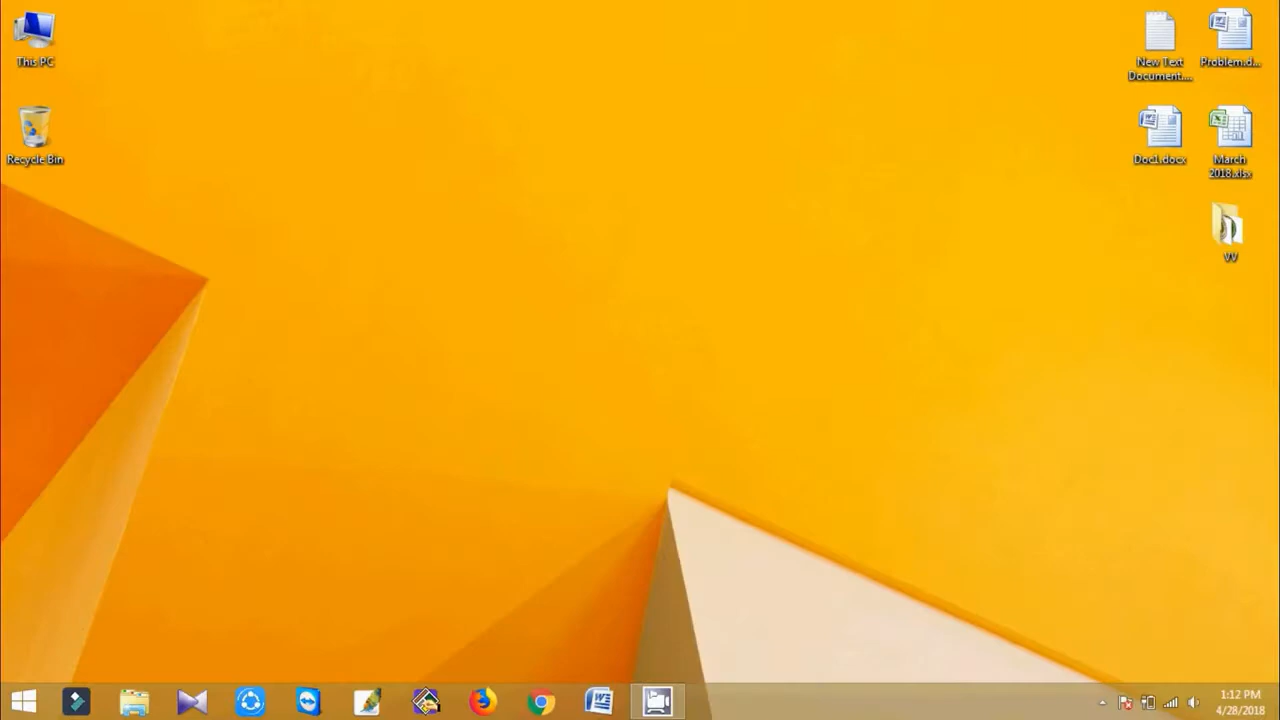 This PC
Recycle Bin
New Text
Document....
Problem.d...
Doc1.docx
March
2018.xlsx
VV
1:12 PM
4/28/2018